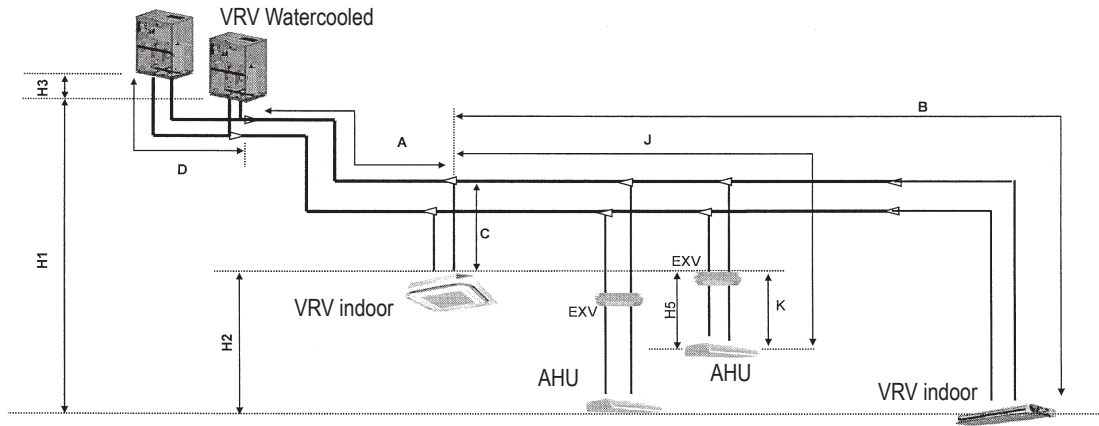 VRV Watercooled
H3
B
A
J
D
H1
C
EXV
VRV indoor
H5
K
EXV
H2
AHU
AHU
VRV indoor